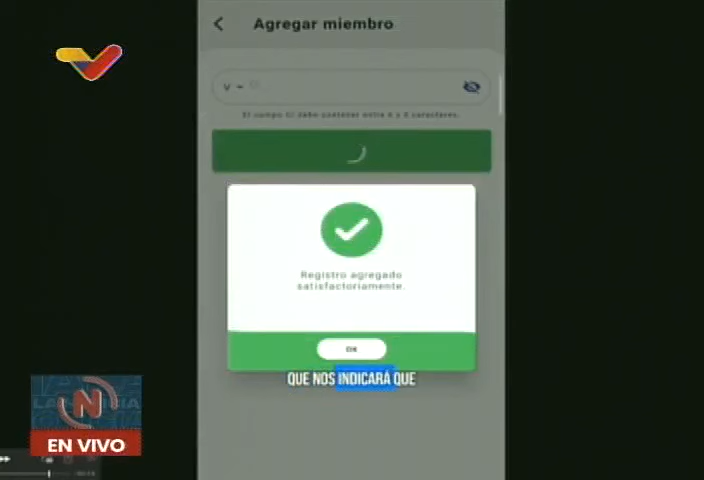 Agregar miembro
V -
El campo CI debe contener entre 6 y 8 caracteres.
Registro agregado
satisfactoriamente.
OK
QUE NOS INDICARÁ QUE
N
EN VIVO